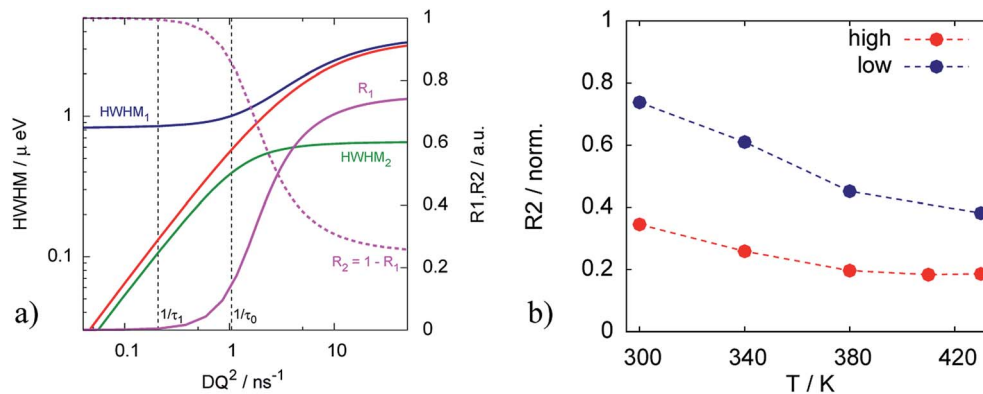 a)
HWHM / μ eV
1
0.1
HWHM₁
R₁
HWHM₂
R₂ = 1 - R₁
1/τ₁
1/τ₀
0.1
1
10
DQ² / ns⁻¹
1
0.8
0.6
0.4
0.2
0
R1,R2 / a.u.
b)
R2 / norm.
1
0.8
0.6
0.4
0.2
0
high
low
300
340
380
420
T / K